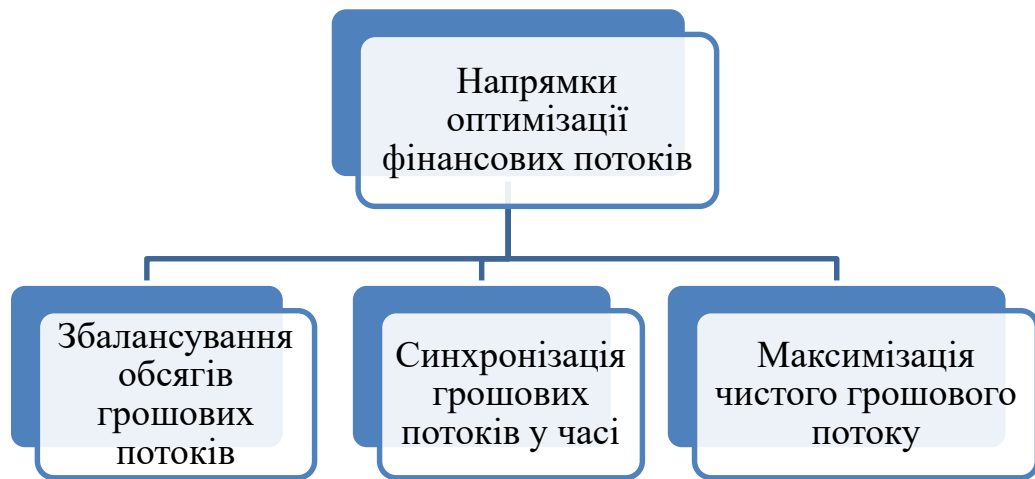 Напрямки
оптимізації
фінансових потоків
Збалансування
обсягів
грошових
потоків
Синхронізація
грошових
потоків у часі
Максимізація
чистого грошового
потоку